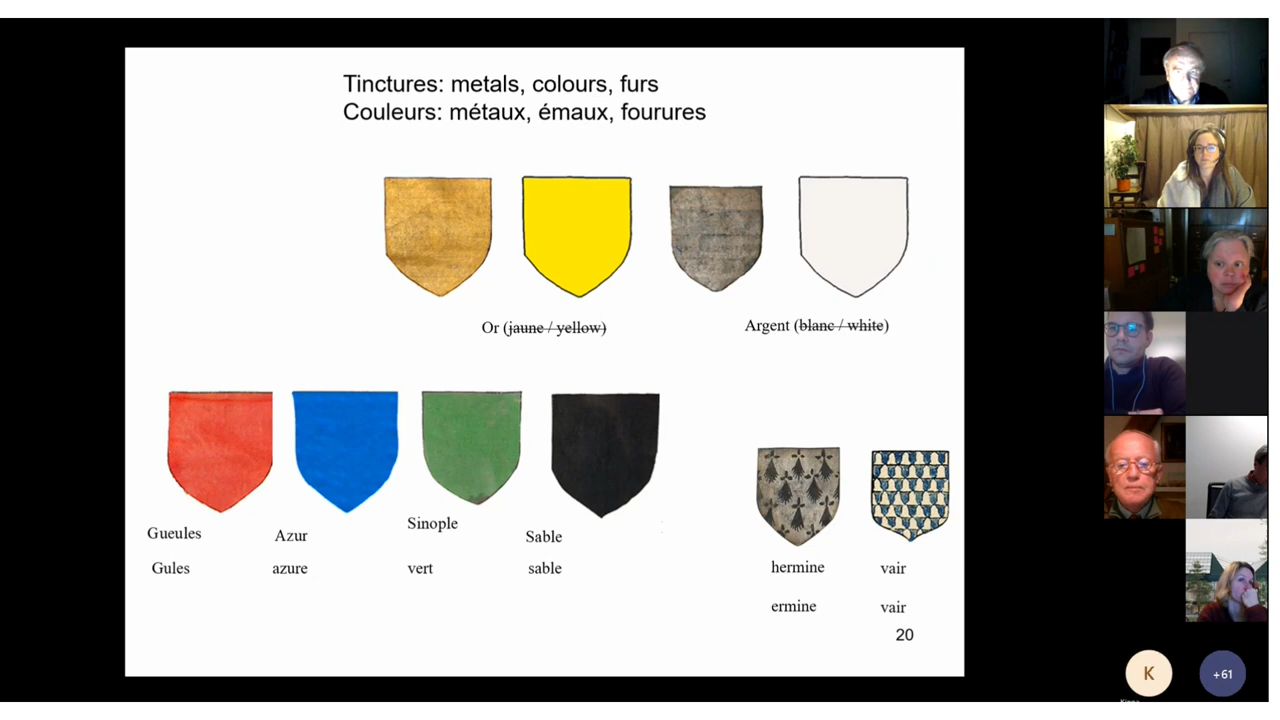 Tinctures: metals, colours, furs
Couleurs: métaux, émaux, fourures
Or (jaune / yellow)
Argent (blanc / white)
Gueules
Azur
Sinople
Sable
Gules
azure
vert
sable
hermine
vair
ermine
vair
20
K
+61